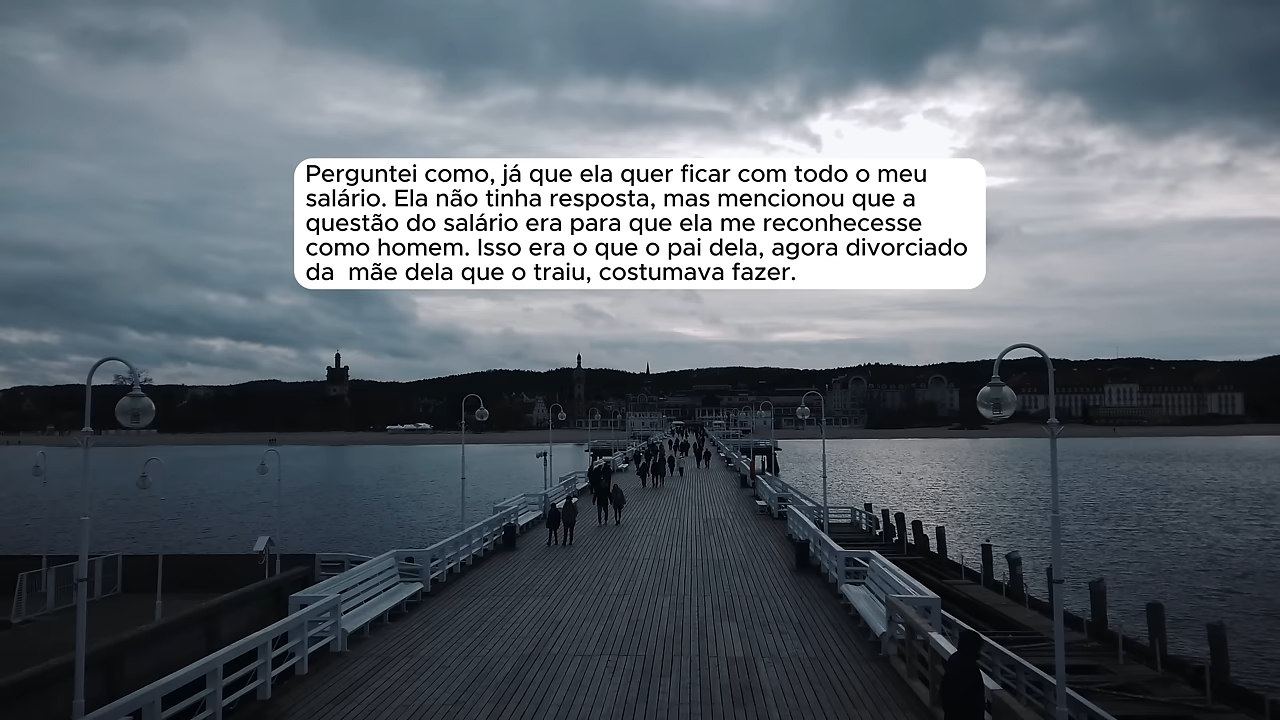 Perguntei como, já que ela quer ficar com todo o meu
salário. Ela não tinha resposta, mas mencionou que a
questão do salário era para que ela me reconhecesse
como homem. Isso era o que o pai dela, agora divorciado
da  mãe dela que o traiu, costumava fazer.